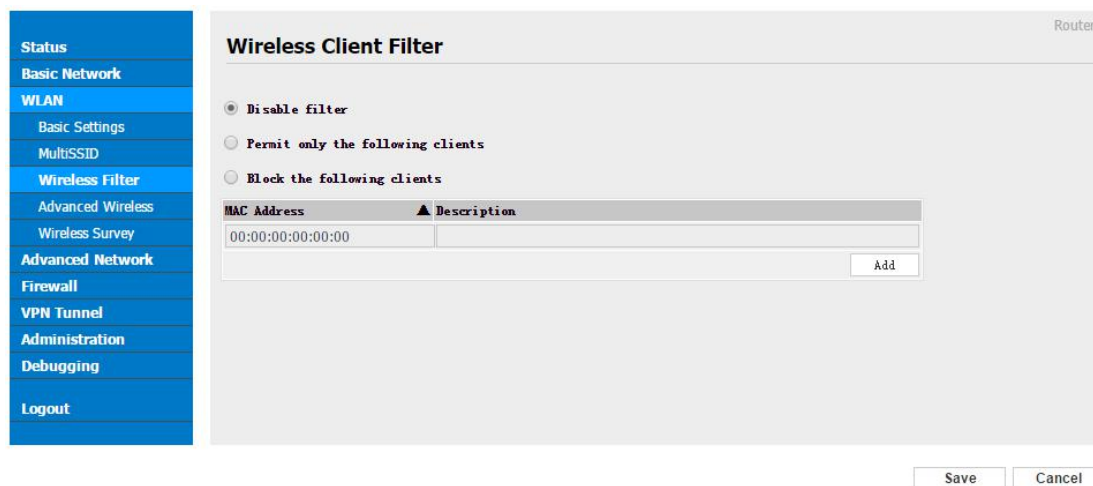 Router
Status
Basic Network
WLAN
Basic Settings
MultiSSID
Wireless Filter
Advanced Wireless
Wireless Survey
Advanced Network
Firewall
VPN Tunnel
Administration
Debugging
Logout
Wireless Client Filter
Disable filter
Permit only the following clients
Block the following clients
MAC Address ▲ Description
00:00:00:00:00:00
Add
Save Cancel